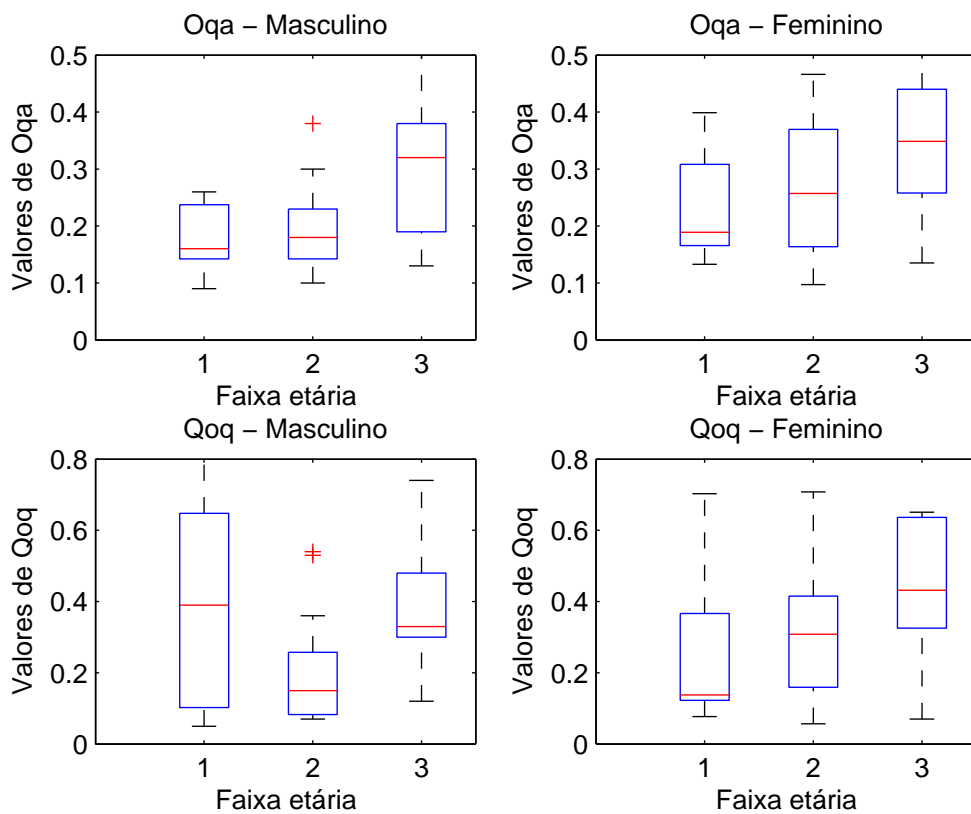 Oqa – Masculino
Valores de Oqa
0.5
0.4
0.3
0.2
0.1
0
1 2 3
Faixa etária
Oqa – Feminino
Valores de Oqa
0.5
0.4
0.3
0.2
0.1
0
1 2 3
Faixa etária
Qoq – Masculino
Valores de Qoq
0.8
0.6
0.4
0.2
0
1 2 3
Faixa etária
Qoq – Feminino
Valores de Qoq
0.8
0.6
0.4
0.2
0
1 2 3
Faixa etária